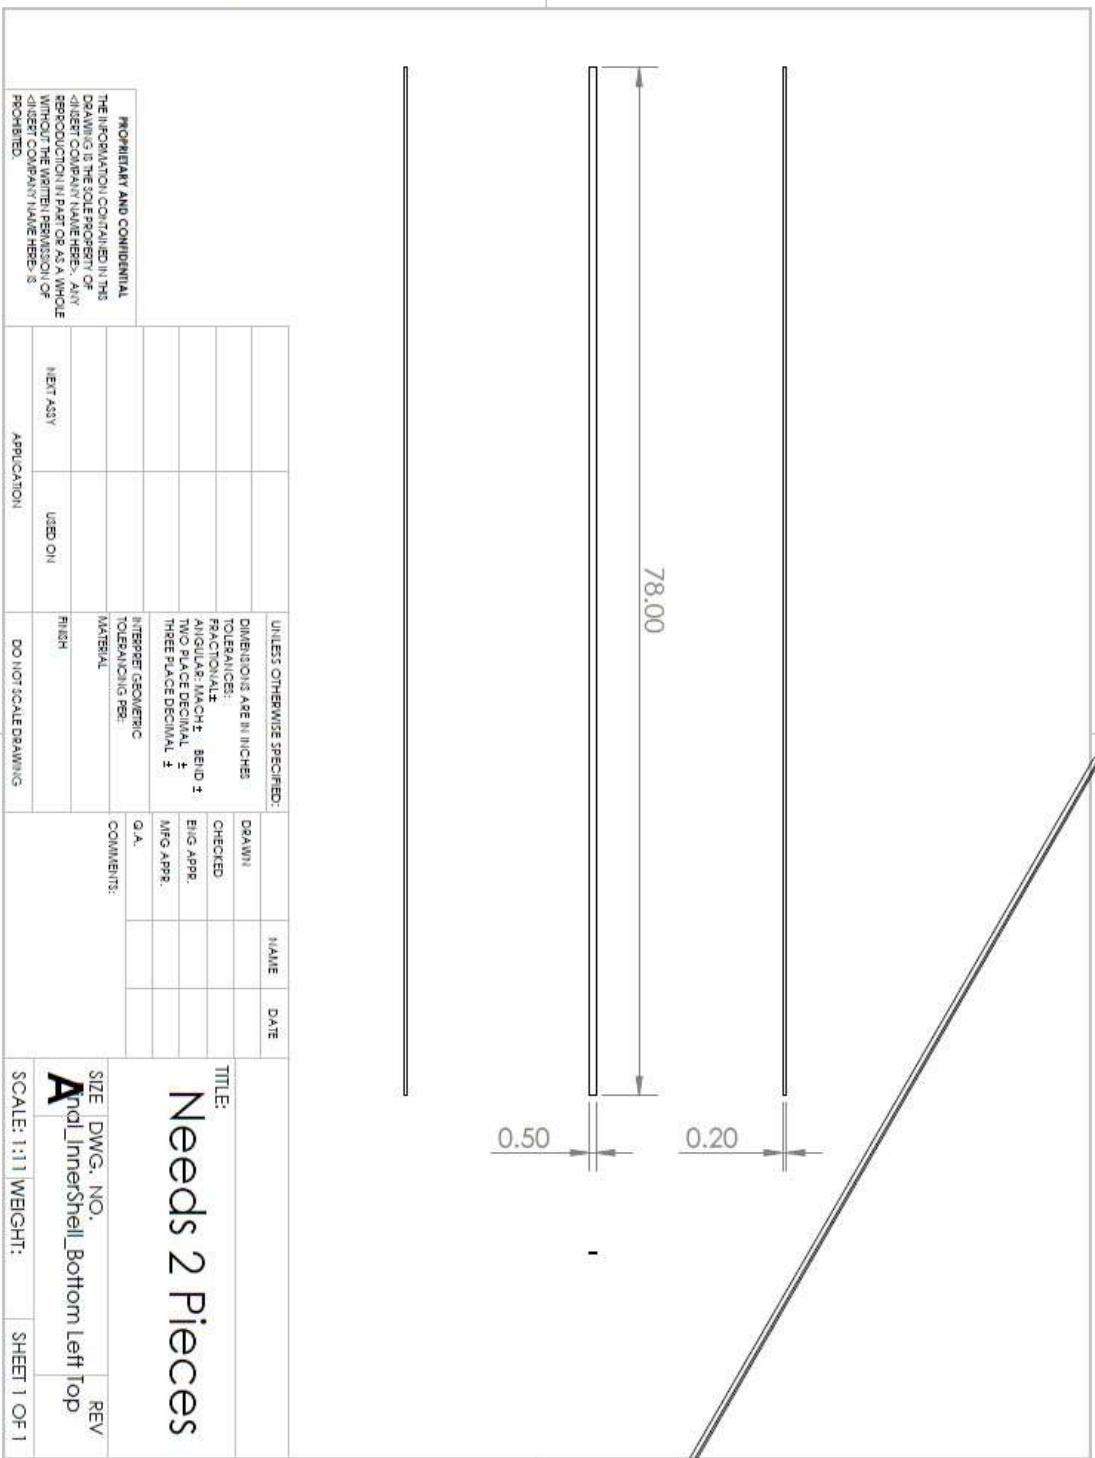 78.00
0.20
0.50
PROPRIETARY AND CONFIDENTIAL
THE INFORMATION CONTAINED IN THIS
DRAWING IS THE SOLE PROPERTY OF
<INSERT COMPANY NAME HERE>. ANY
REPRODUCTION IN PART OR AS A WHOLE
WITHOUT THE WRITTEN PERMISSION OF
<INSERT COMPANY NAME HERE> IS
PROHIBITED.
NEXT ASSY
USED ON
APPLICATION
UNLESS OTHERWISE SPECIFIED:
DIMENSIONS ARE IN INCHES
TOLERANCES:
FRACTIONAL±
ANGULAR: MACH± BEND ±
TWO PLACE DECIMAL ±
THREE PLACE DECIMAL ±
INTERPRET GEOMETRIC
TOLERANCING PER:
MATERIAL
FINISH
DO NOT SCALE DRAWING
NAME
DATE
DRAWN
CHECKED
ENG APPR.
MFG APPR.
Q.A.
COMMENTS:
TITLE:
Needs 2 Pieces
SIZE
DWG. NO.
REV
A
inal_InnerShell_Bottom Left Top
SCALE: 1:11
WEIGHT:
SHEET 1 OF 1